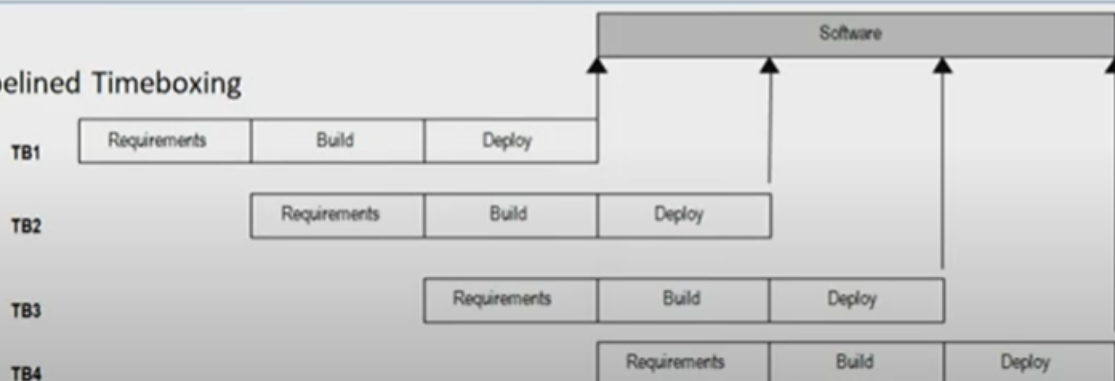 Software
elined Timeboxing
TB1 Requirements Build Deploy
TB2 Requirements Build Deploy
TB3 Requirements Build Deploy
TB4 Requirements Build Deploy